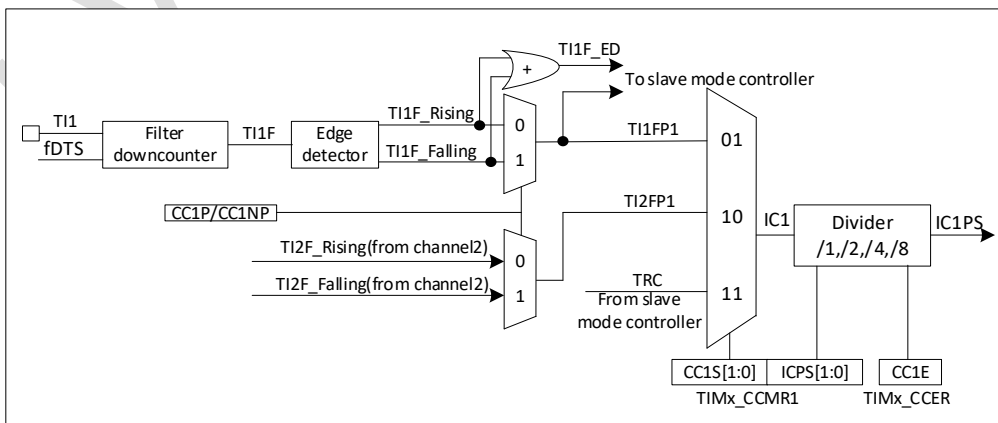 TI1F_ED
To slave mode controller
TI1
fDTS
Filter
downcounter
TI1F
Edge
detector
TI1F_Rising
TI1F_Falling
+
0
1
TI1FP1
01
CC1P/CC1NP
TI2FP1
10
IC1
Divider
/1,/2,/4,/8
IC1PS
TI2F_Rising(from channel2)
TI2F_Falling(from channel2)
0
1
TRC
From slave
mode controller
11
CC1S[1:0]
ICPS[1:0]
CC1E
TIMx_CCMR1
TIMx_CCER